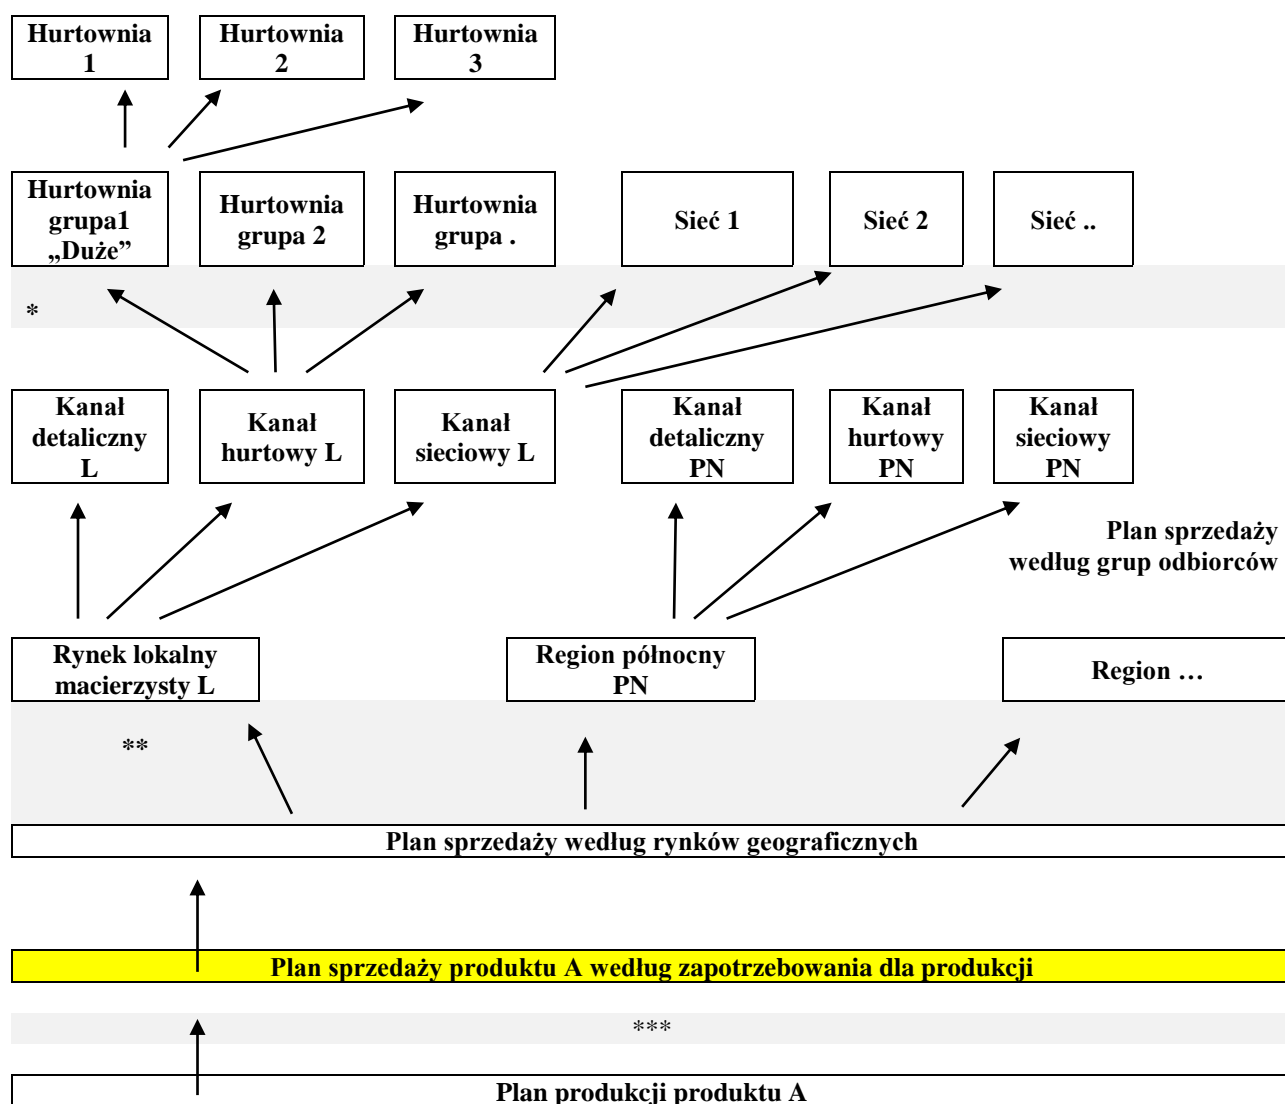 Hurtownia
1
Hurtownia
2
Hurtownia
3
Hurtownia
grupa1
„Duże”
Hurtownia
grupa 2
Hurtownia
grupa .
Sieć 1
Sieć 2
Sieć ..
*
Kanał
detaliczny
L
Kanał
hurtowy L
Kanał
sieciowy L
Kanał
detaliczny
PN
Kanał
hurtowy
PN
Kanał
sieciowy
PN
Plan sprzedaży
według grup odbiorców
Rynek lokalny
macierzysty L
Region północny
PN
Region …
**
Plan sprzedaży według rynków geograficznych
Plan sprzedaży produktu A według zapotrzebowania dla produkcji
***
Plan produkcji produktu A